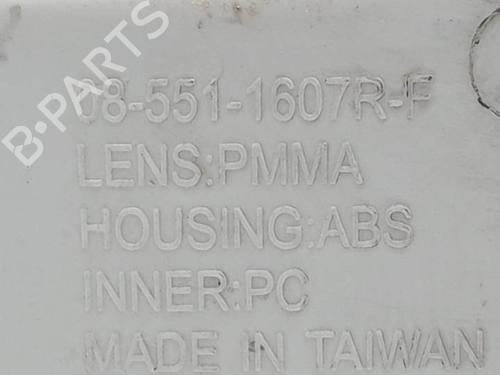 B-PARTS
08-551-1607R-F
LENS:PMMA
HOUSING:ABS
INNER:PC
MADE IN TAIWAN